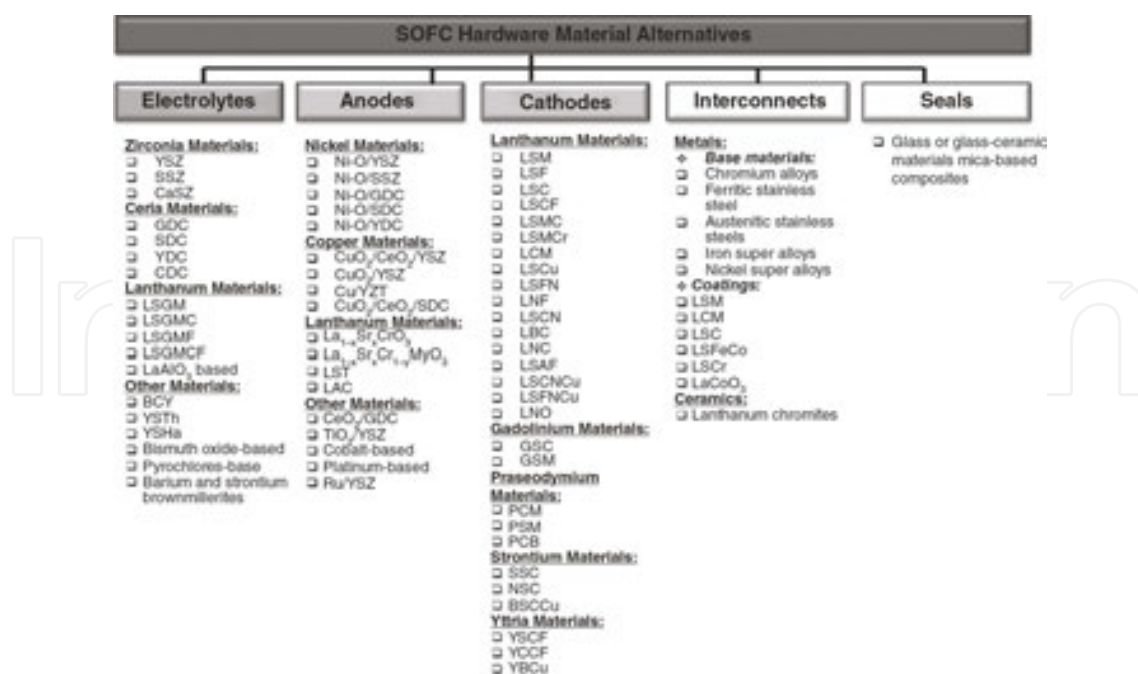 SOFC Hardware Material Alternatives
Electrolytes
Zirconia Materials:
YSZ
SSZ
CaSZ
Ceria Materials:
GDC
SDC
YDC
CDC
Lanthanum Materials:
LSGM
LSGMC
LSGMF
LSGMCF
LaAlO₃ based
Other Materials:
BCY
YSTh
YSHa
Bismuth oxide-based
Pyrochlores-base
Barium and strontium
brownmillerites
Anodes
Nickel Materials:
Ni-O/YSZ
Ni-O/SSZ
Ni-O/GDC
Ni-O/SDC
Ni-O/YDC
Copper Materials:
CuO₂/CeO₂/YSZ
CuO₂/YSZ
Cu/YZT
CuO₂/CeO₂/SDC
Lanthanum Materials:
La₁₋ₓSrₓCrO₃
La₁₋ₓSrₓCr₁₋yMyO₃
LST
LAC
Other Materials:
CeO₂/GDC
TiO₂/YSZ
Cobalt-based
Platinum-based
Ru/YSZ
Cathodes
Lanthanum Materials:
LSM
LSF
LSC
LSCF
LSMC
LSMCr
LCM
LSCu
LSFN
LNF
LSCN
LBC
LNC
LSAF
LSCNCu
LSFNCu
LNO
Gadolinium Materials:
GSC
GSM
Praseodymium
Materials:
PCM
PSM
PCB
Strontium Materials:
SSC
NSC
BSCCu
Yttria Materials:
YSCF
YCCF
YBCu
Interconnects
Metals:
Base materials:
Chromium alloys
Ferritic stainless
steel
Austenitic stainless
steels
Iron super alloys
Nickel super alloys
Coatings:
LSM
LCM
LSC
LSFeCo
LSCr
LaCoO₃
Ceramics:
Lanthanum chromites
Seals
Glass or glass-ceramic
materials mica-based
composites